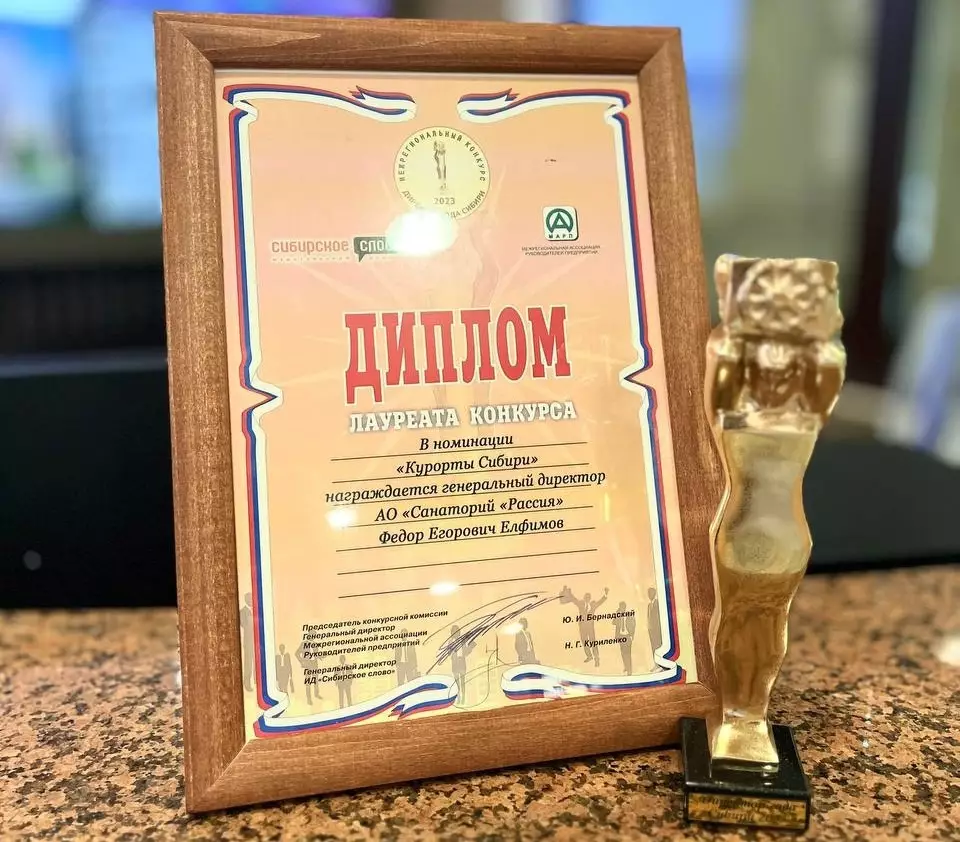 МЕЖРЕГИОНАЛЬНЫЙ КОНКУРС
2023
СИБИРИ
СИБИРСКОЕ
МАРП
МЕЖРЕГИОНАЛЬНАЯ АССОЦИАЦИЯ
РУКОВОДИТЕЛЕЙ ПРЕДПРИЯТИЙ
ДИПЛОМ
ЛАУРЕАТА КОНКУРСА
В номинации
«Курорты Сибири»
награждается генеральный директор
АО «Санаторий «Рассия»
Федор Егорович Елфимов
Председатель конкурсной комиссии
Генеральный директор
Межрегиональной ассоциации
Руководителей предприятий
Ю. И. Бернадский
Генеральный директор
ИД «Сибирское слово»
Н. Г. Куриленко